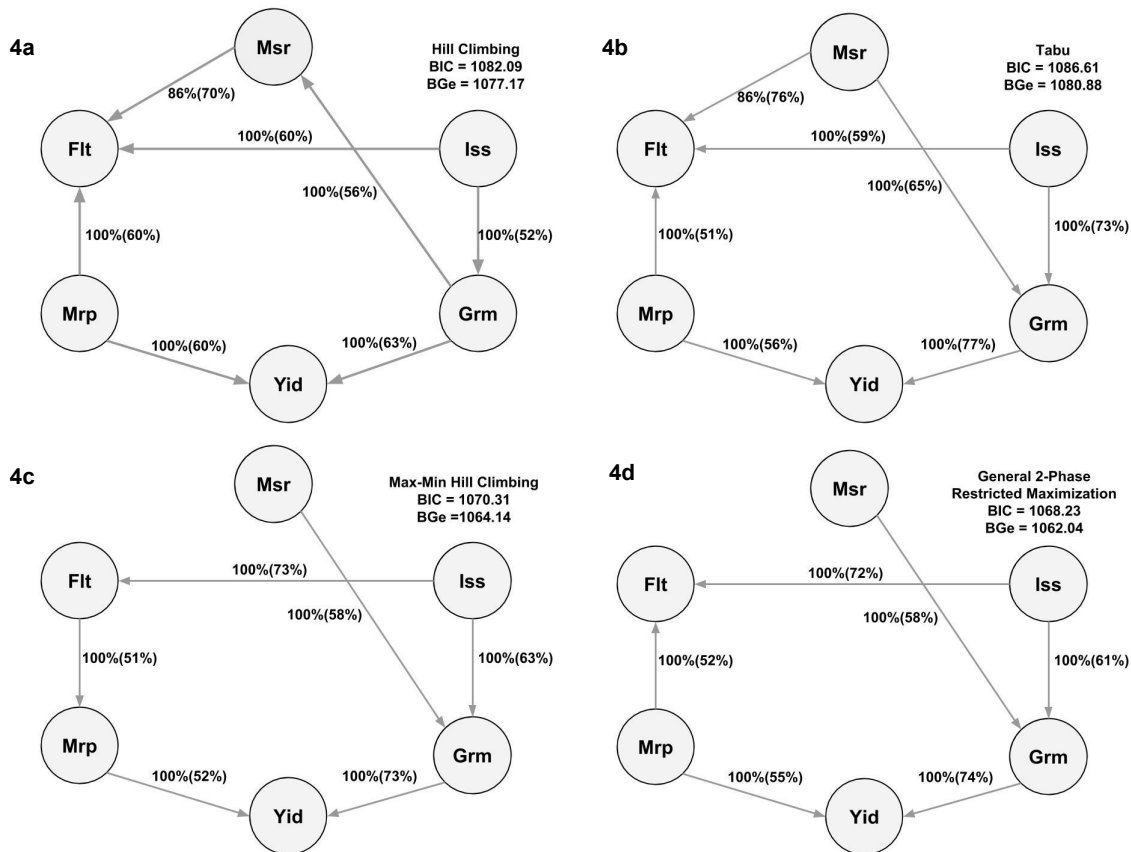 4a
Hill Climbing
BIC = 1082.09
BGe = 1077.17
Msr
86%(70%)
100%(60%)
Flt
Iss
100%(56%)
100%(60%)
100%(52%)
Mrp
Grm
100%(60%)
100%(63%)
Yid
4b
Tabu
BIC = 1086.61
BGe = 1080.88
Msr
86%(76%)
100%(59%)
Flt
Iss
100%(65%)
100%(51%)
100%(73%)
Mrp
Grm
100%(56%)
100%(77%)
Yid
4c
Max-Min Hill Climbing
BIC = 1070.31
BGe =1064.14
Msr
100%(73%)
Flt
Iss
100%(58%)
100%(51%)
100%(63%)
Mrp
Grm
100%(52%)
100%(73%)
Yid
4d
General 2-Phase
Restricted Maximization
BIC = 1068.23
BGe = 1062.04
Msr
100%(72%)
Flt
Iss
100%(58%)
100%(52%)
100%(61%)
Mrp
Grm
100%(55%)
100%(74%)
Yid